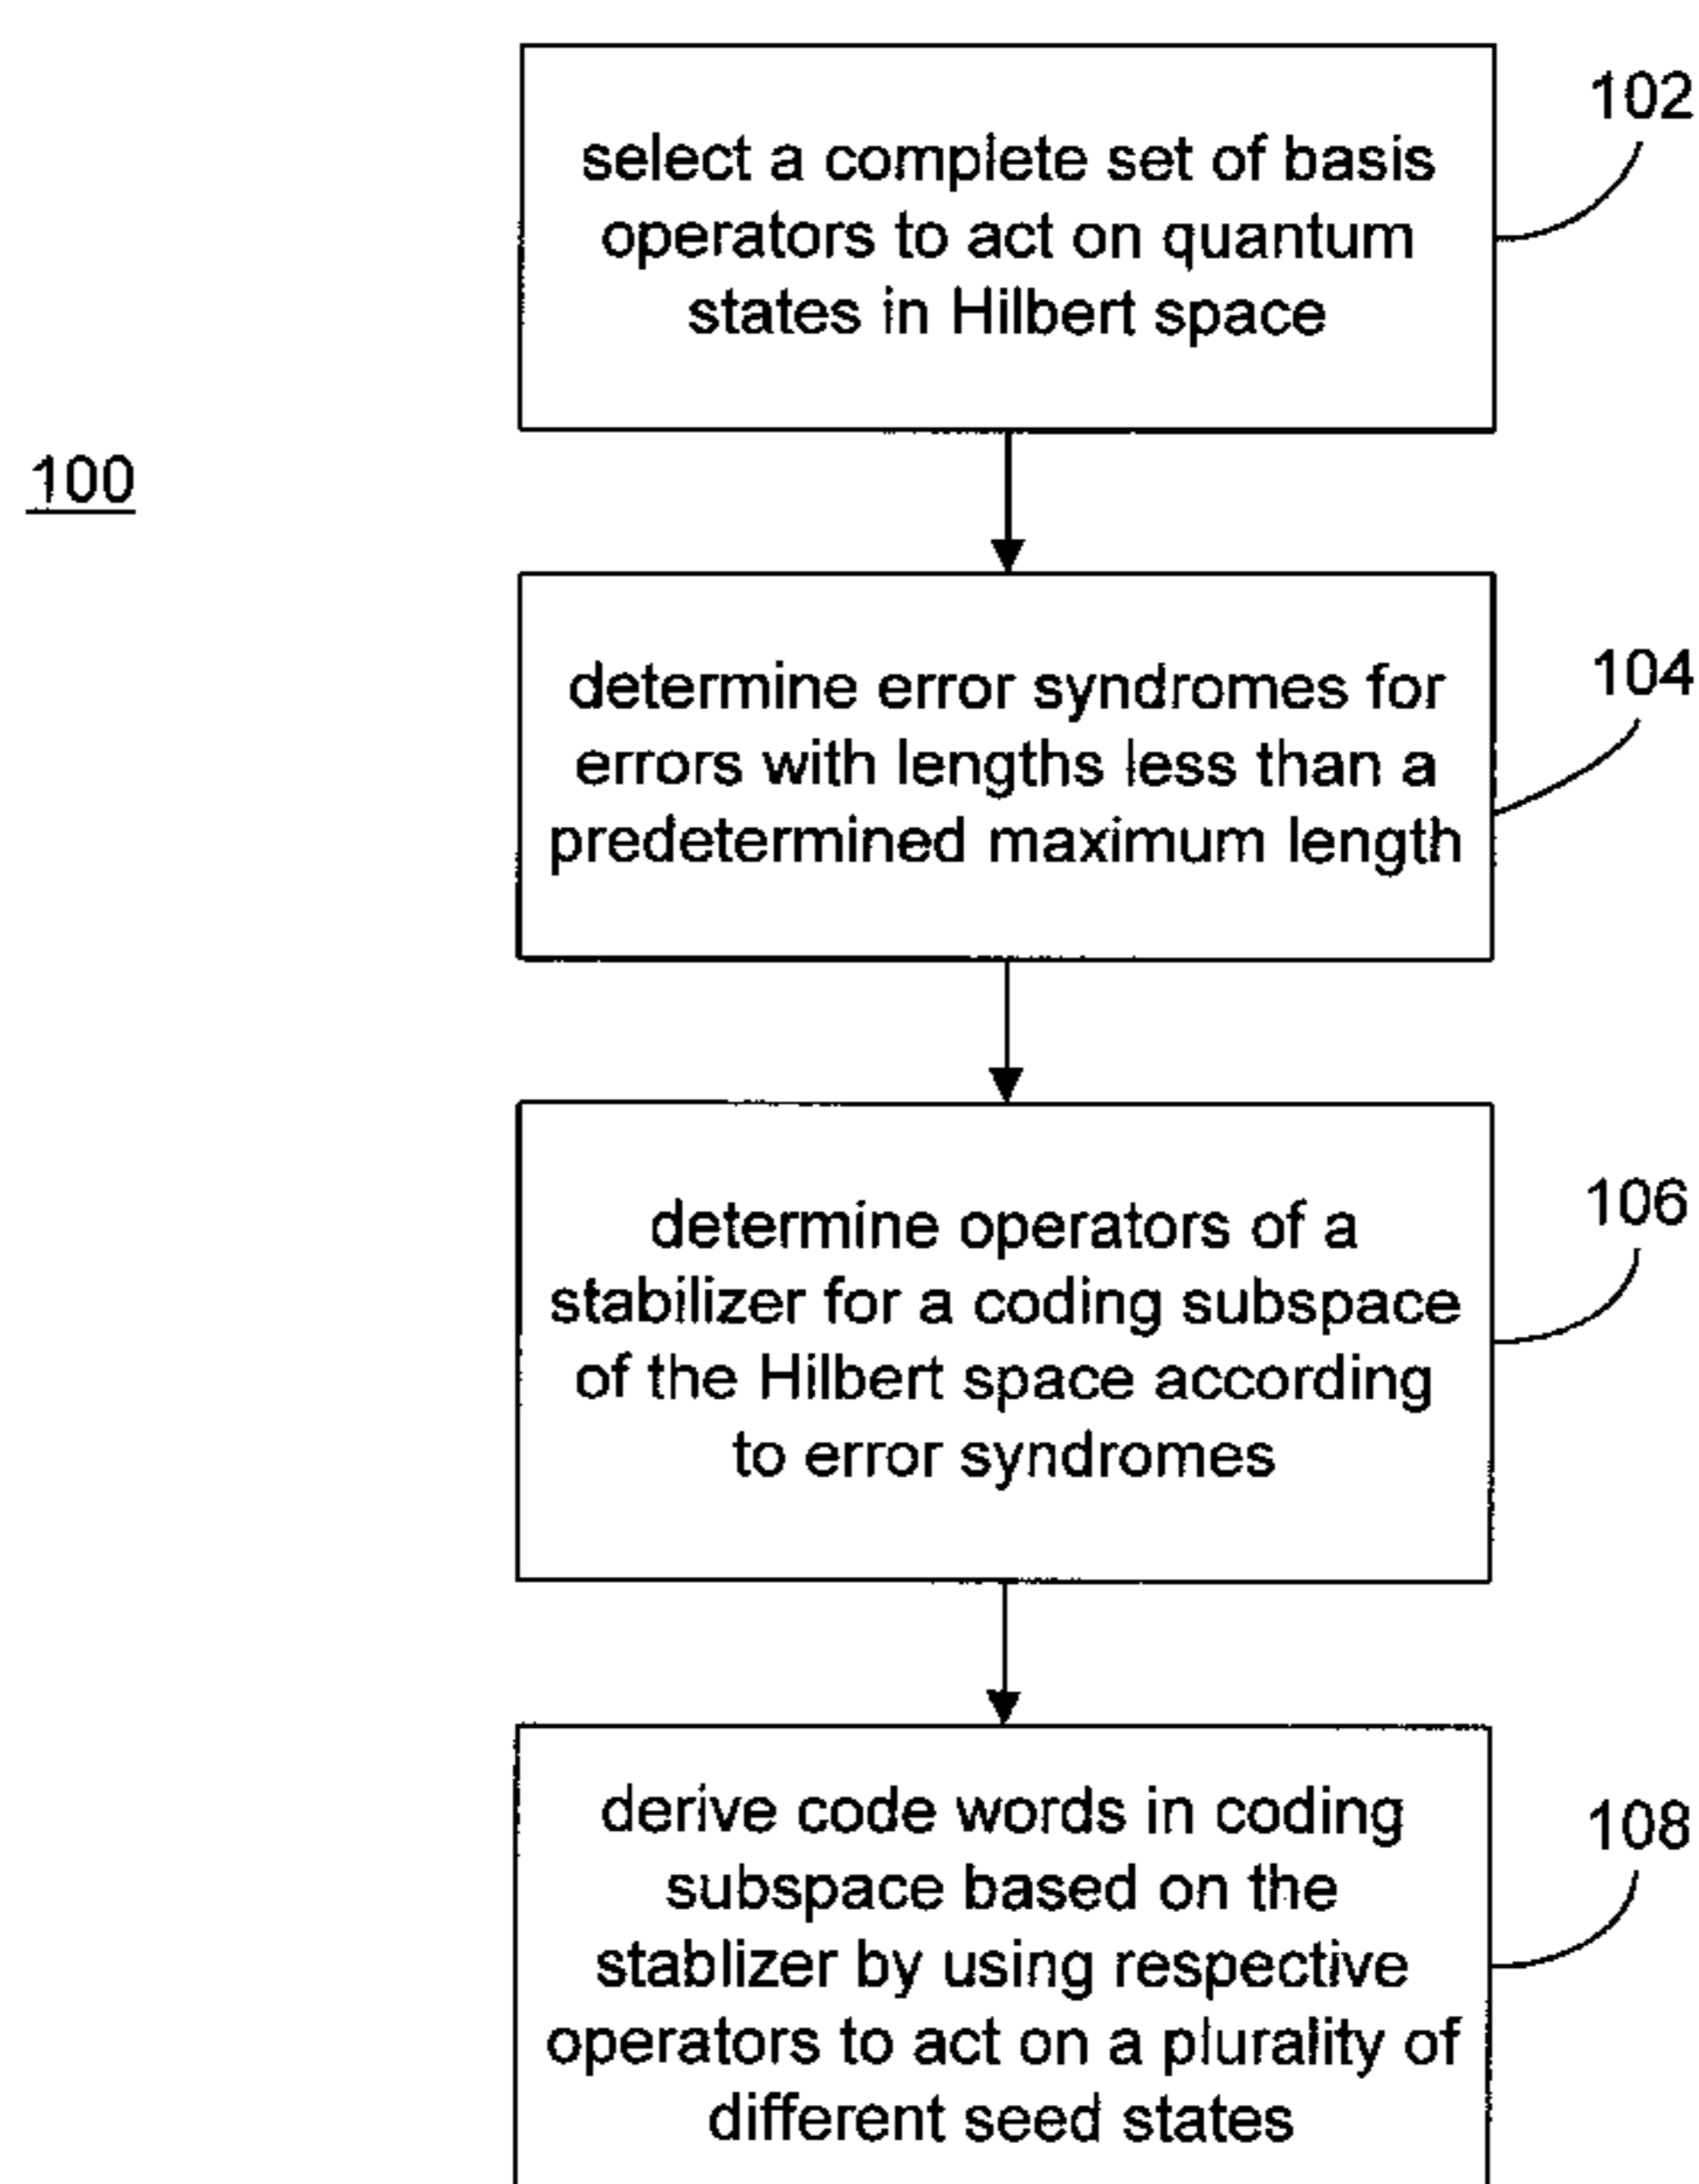 102
select a complete set of basis
operators to act on quantum
states in Hilbert space
100
104
determine error syndromes for
errors with lengths less than a
predetermined maximum length
106
determine operators of a
stabilizer for a coding subspace
of the Hilbert space according
to error syndromes
108
derive code words in coding
subspace based on the
stablizer by using respective
operators to act on a plurality of
different seed states